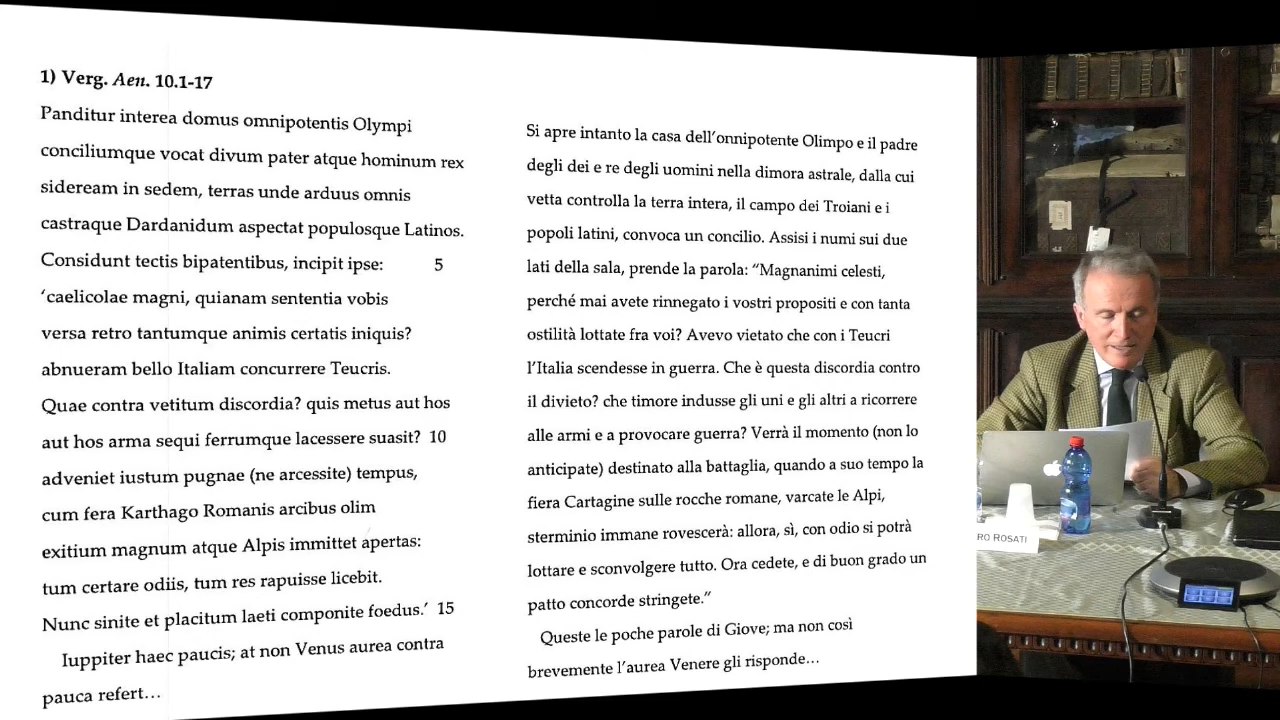 1) Verg. Aen. 10.1-17
Panditur interea domus omnipotentis Olympi
conciliumque vocat divum pater atque hominum rex
sideream in sedem, terras unde arduus omnis
castraque Dardanidum aspectat populosque Latinos.
Considunt tectis bipatentibus, incipit ipse: 5
‘caelicolae magni, quianam sententia vobis
versa retro tantumque animis certatis iniquis?
abnueram bello Italiam concurrere Teucris.
Quae contra vetitum discordia? quis metus aut hos
aut hos arma sequi ferrumque lacessere suasit? 10
adveniet iustum pugnae (ne arcessite) tempus,
cum fera Karthago Romanis arcibus olim
exitium magnum atque Alpis immittet apertas:
tum certare odiis, tum res rapuisse licebit.
Nunc sinite et placitum laeti componite foedus.’ 15
Iuppiter haec paucis; at non Venus aurea contra
pauca refert…
Si apre intanto la casa dell’onnipotente Olimpo e il padre
degli dei e re degli uomini nella dimora astrale, dalla cui
vetta controlla la terra intera, il campo dei Troiani e i
popoli latini, convoca un concilio. Assisi i numi sui due
lati della sala, prende la parola: “Magnanimi celesti,
perché mai avete rinnegato i vostri propositi e con tanta
ostilità lottate fra voi? Avevo vietato che con i Teucri
l’Italia scendesse in guerra. Che è questa discordia contro
il divieto? che timore indusse gli uni e gli altri a ricorrere
alle armi e a provocare guerra? Verrà il momento (non lo
anticipate) destinato alla battaglia, quando a suo tempo la
fiera Cartagine sulle rocche romane, varcate le Alpi,
sterminio immane rovescerà: allora, sì, con odio si potrà
lottare e sconvolgere tutto. Ora cedete, e di buon grado un
patto concorde stringete.”
Queste le poche parole di Giove; ma non così
brevemente l’aurea Venere gli risponde…
RO ROSATI